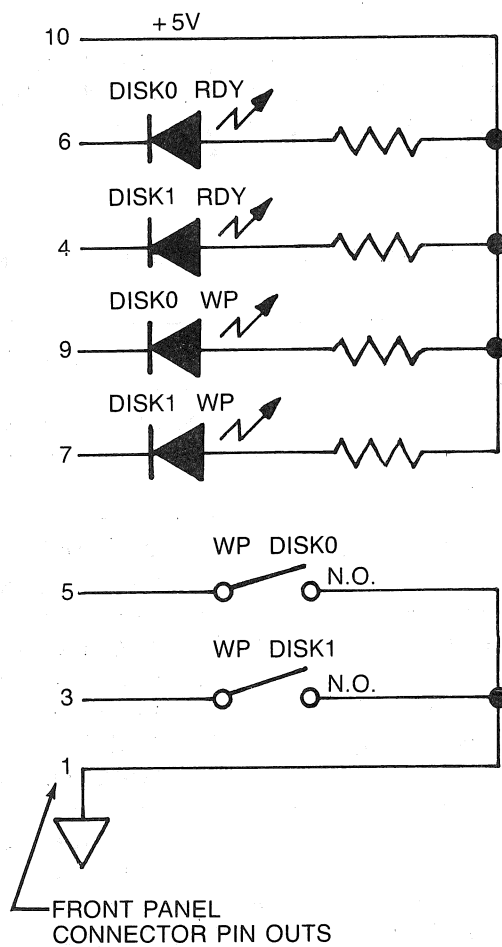 +5V
10
DISK0 RDY
6
DISK1 RDY
4
DISK0 WP
9
DISK1 WP
7
WP DISK0
5
N.O.
WP DISK1
3
N.O.
1
FRONT PANEL
CONNECTOR PIN OUTS